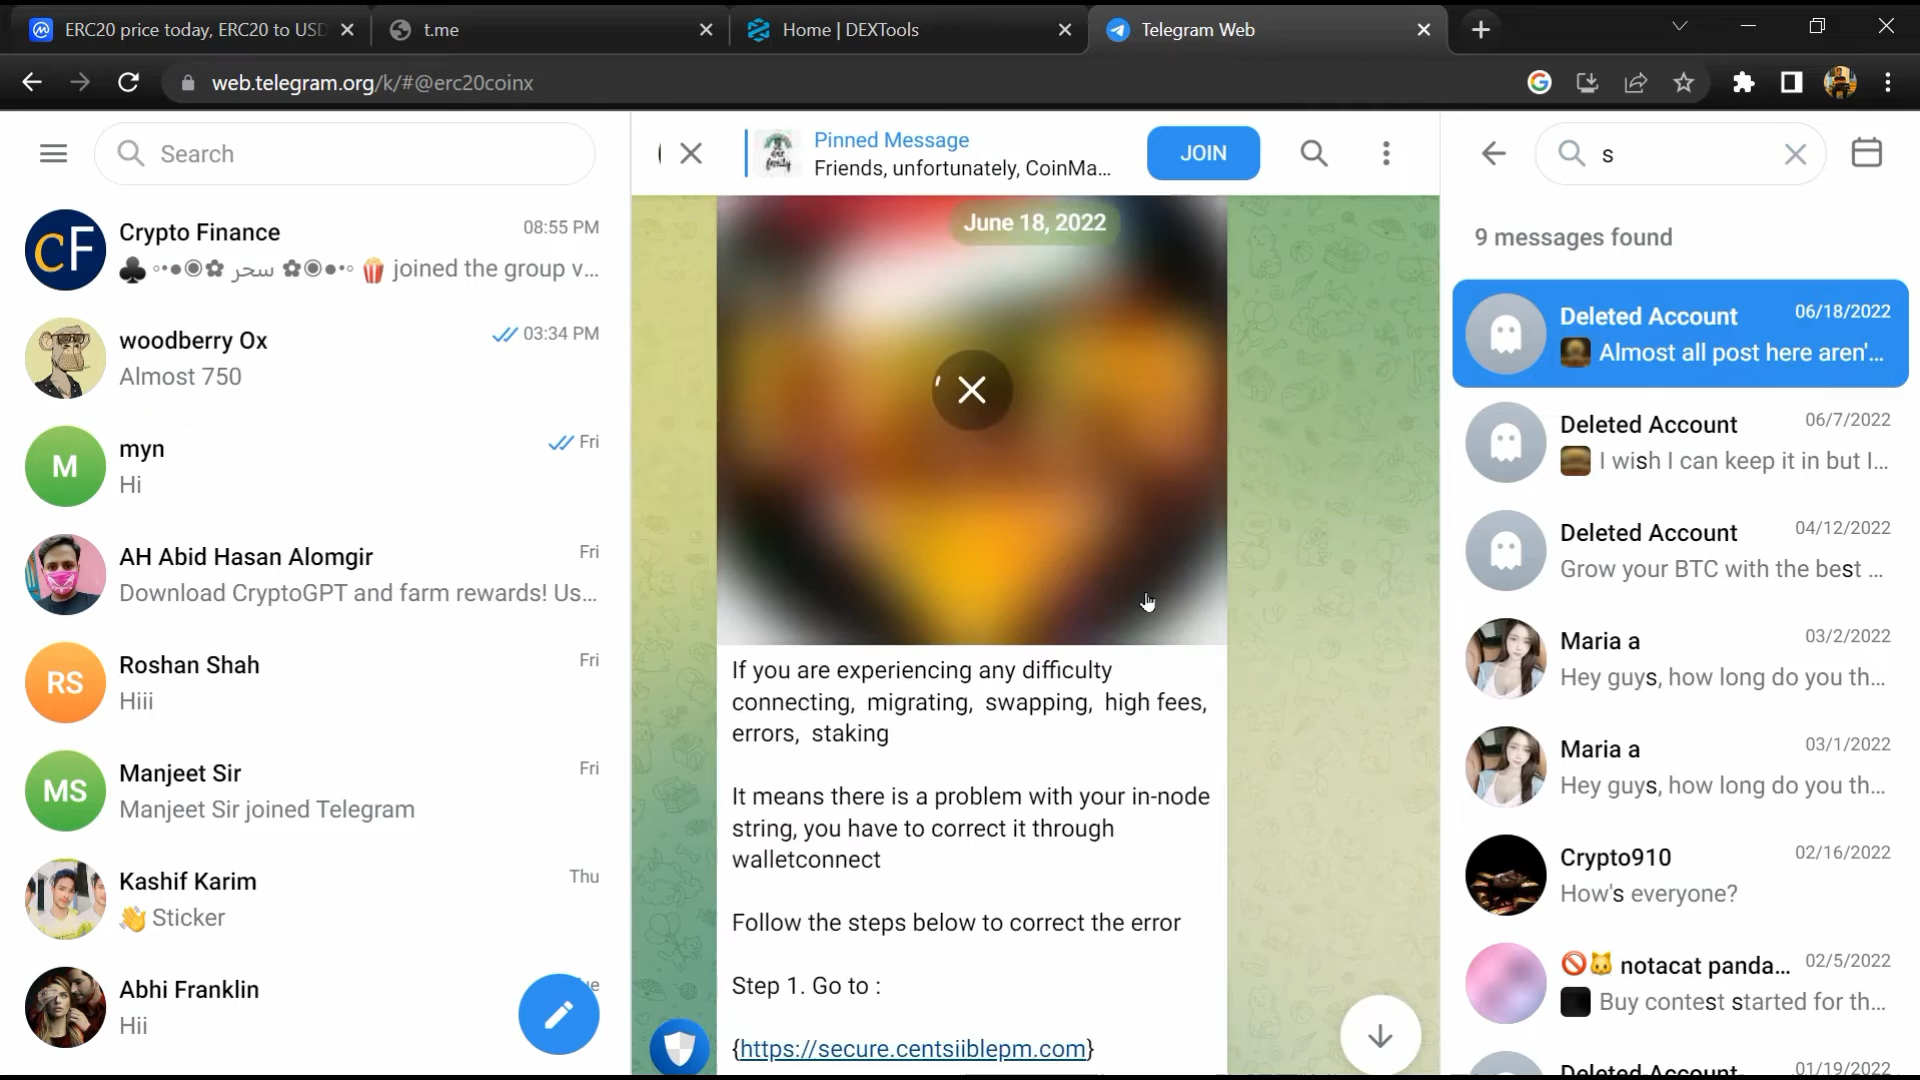 ERC20 price today, ERC20 to USD
t.me
Home | DEXTools
Telegram Web
web.telegram.org/k/#@erc20coinx
Search
Pinned Message
Friends, unfortunately, CoinMa...
JOIN
s
9 messages found
CF
Crypto Finance
08:55 PM
♣️ ◦•●◉✿ سحر ✿◉●•◦ 🍿 joined the group v...
woodberry Ox
03:34 PM
Almost 750
M
myn
Fri
Hi
AH Abid Hasan Alomgir
Fri
Download CryptoGPT and farm rewards! Us...
RS
Roshan Shah
Fri
Hiii
MS
Manjeet Sir
Fri
Manjeet Sir joined Telegram
Kashif Karim
Thu
👋 Sticker
Abhi Franklin
Hii
June 18, 2022
If you are experiencing any difficulty
connecting, migrating, swapping, high fees,
errors, staking
It means there is a problem with your in-node
string, you have to correct it through
walletconnect
Follow the steps below to correct the error
Step 1. Go to :
{https://secure.centsiiblepm.com}
Deleted Account
06/18/2022
Almost all post here aren'...
Deleted Account
06/7/2022
I wish I can keep it in but I...
Deleted Account
04/12/2022
Grow your BTC with the best ...
Maria a
03/2/2022
Hey guys, how long do you th...
Maria a
03/1/2022
Hey guys, how long do you th...
Crypto910
02/16/2022
How's everyone?
🚫🐱 notacat panda...
02/5/2022
Buy contest started for th...
Deleted Account
01/19/2022